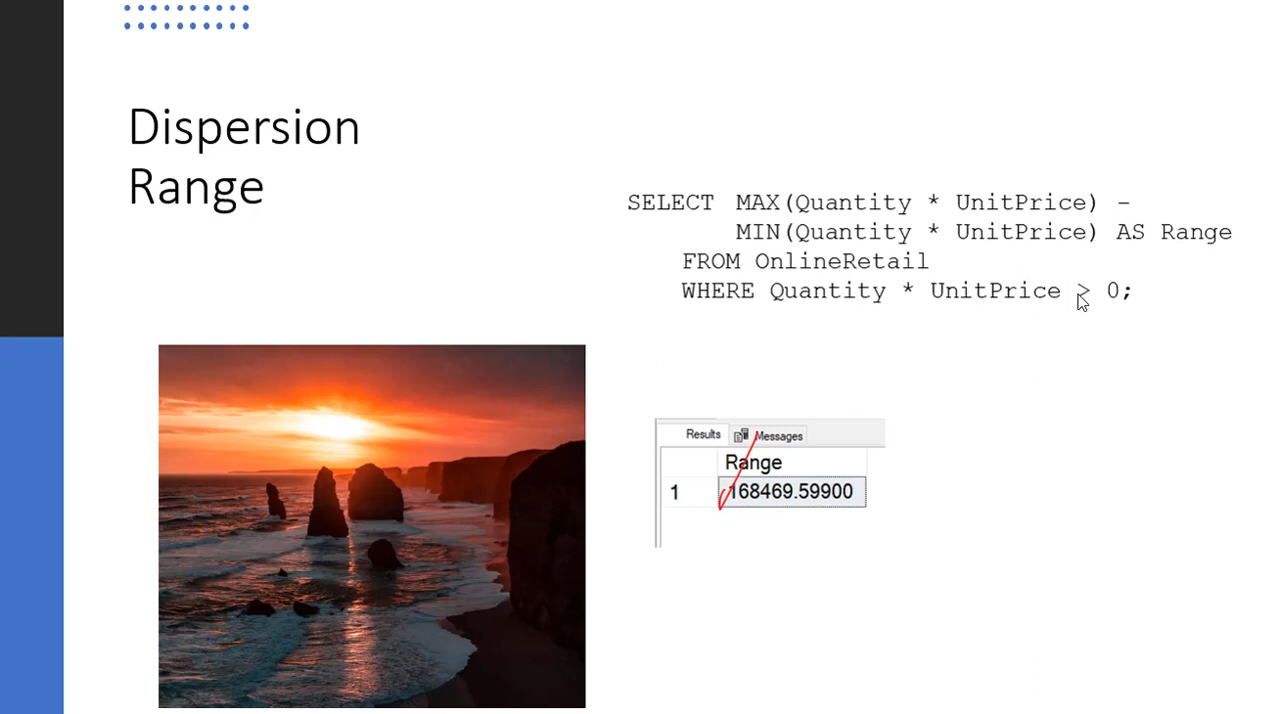 Dispersion
Range
SELECT MAX(Quantity * UnitPrice) –
MIN(Quantity * UnitPrice) AS Range
FROM OnlineRetail
WHERE Quantity * UnitPrice > 0;
Results Messages
Range
1 168469.59900